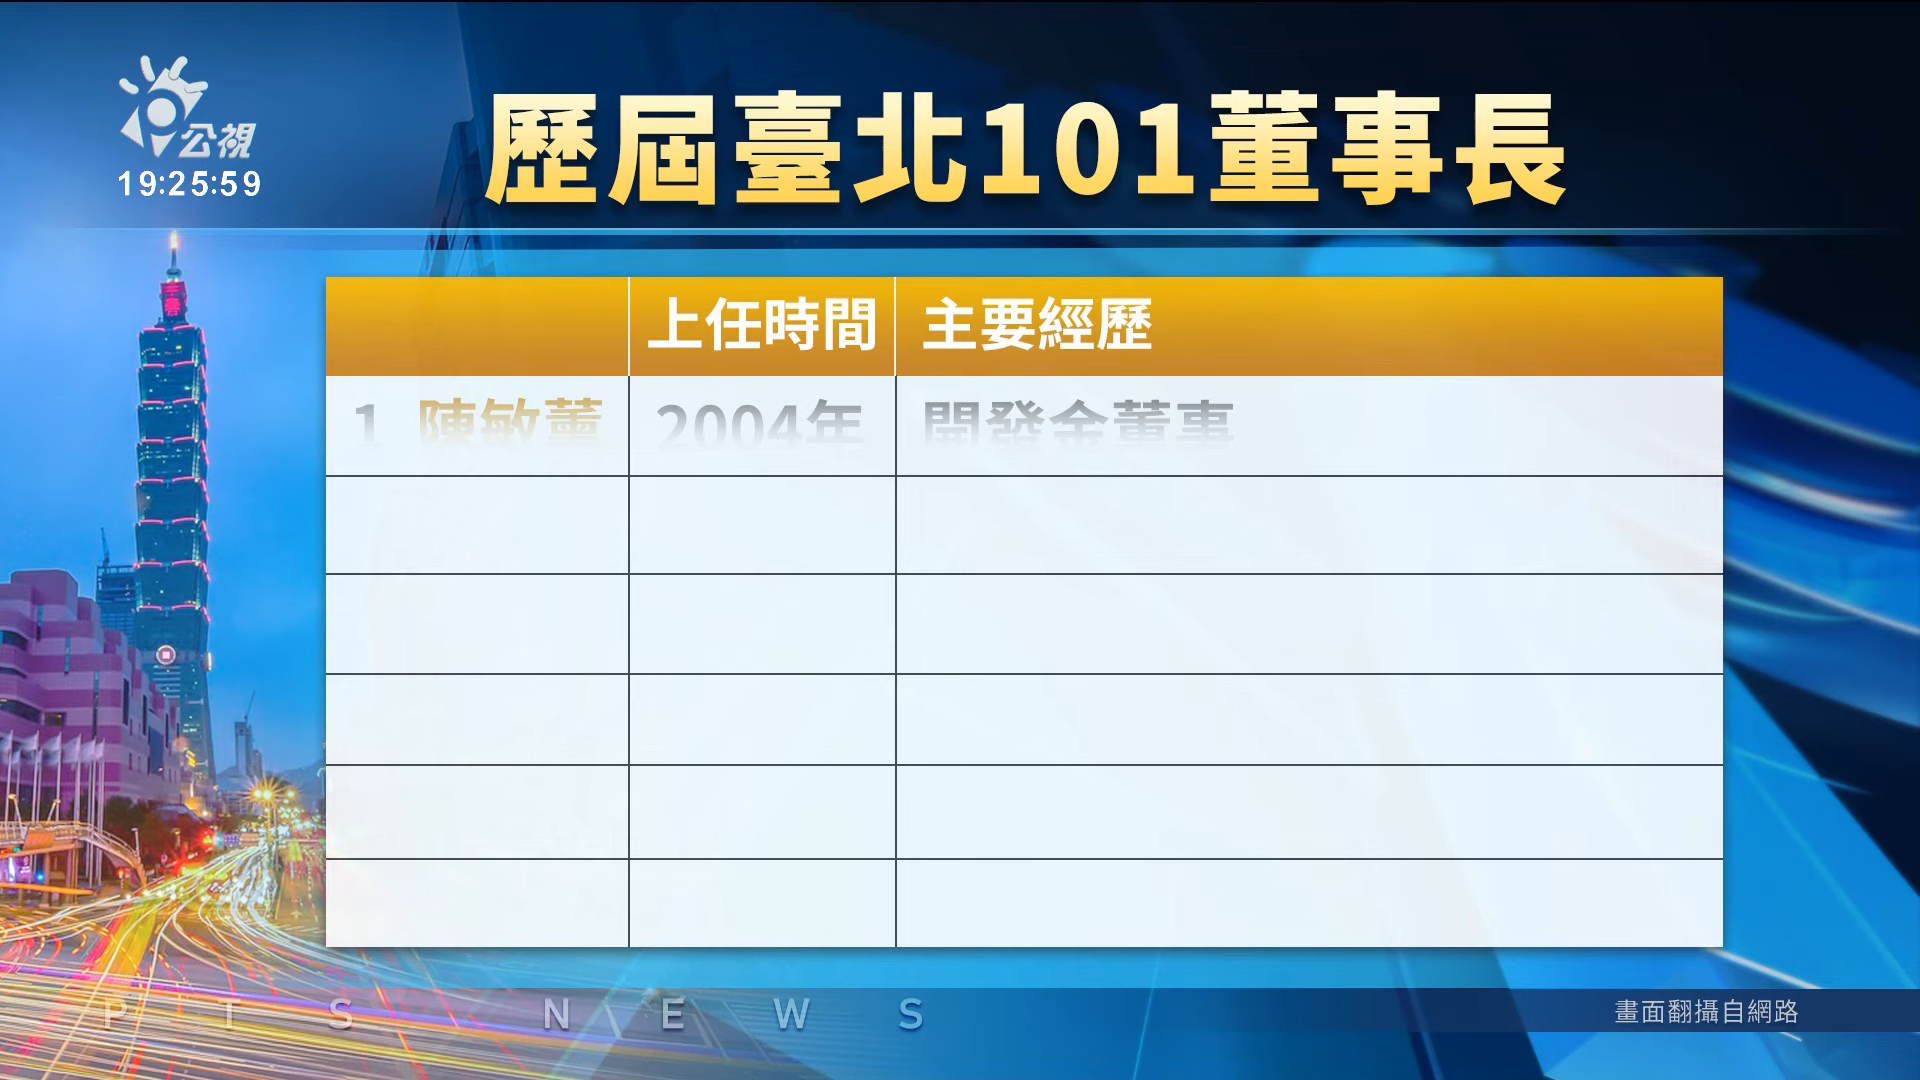 公視
19:25:59
歷屆臺北101董事長
上任時間 主要經歷
1 陳敏薰 2004年 開發金董事
PTS NEWS
畫面翻攝自網路